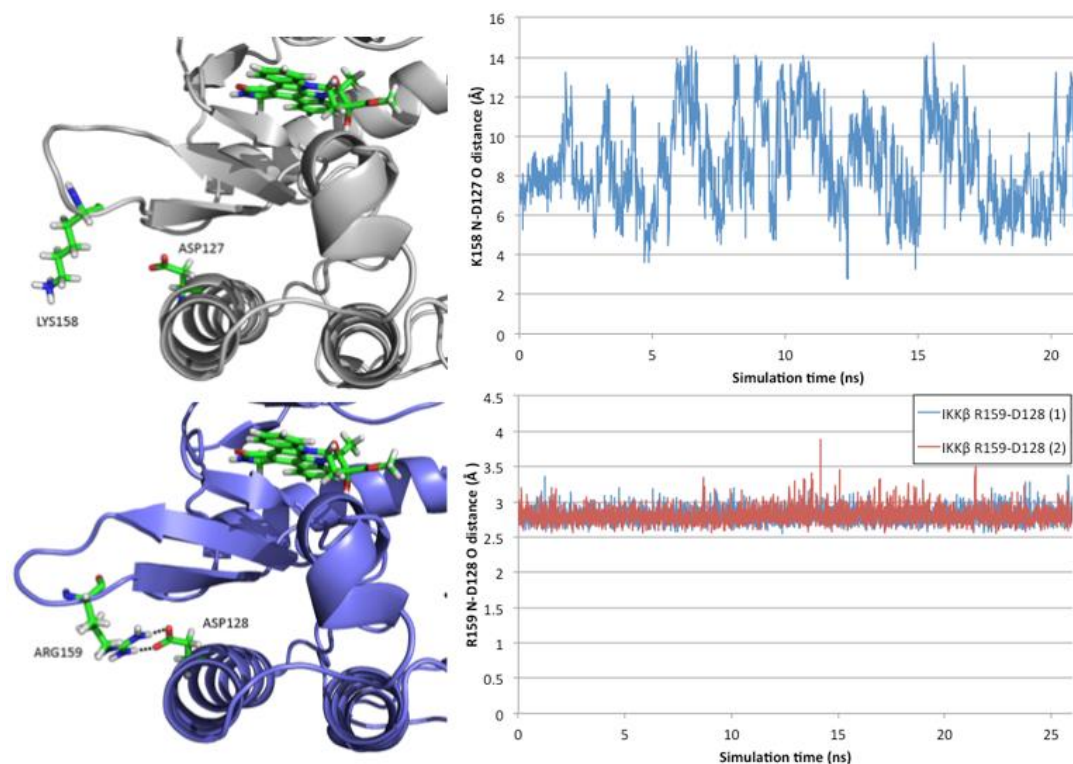 ASP127
LYS158
K158 N-D127 O distance (Å)
16
14
12
10
8
6
4
2
0
0 5 10 15 20
Simulation time (ns)
ASP128
ARG159
R159 N-D128 O distance (Å)
4.5
4
3.5
3
2.5
2
1.5
1
0.5
0
IKKβ R159-D128 (1)
IKKβ R159-D128 (2)
0 5 10 15 20 25
Simulation time (ns)